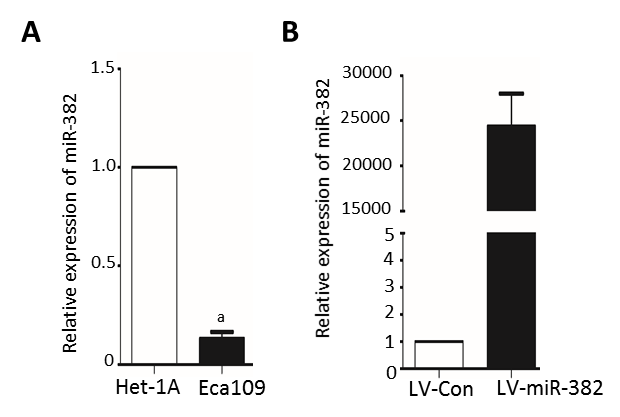 A
Relative expression of miR-382
1.5
1.0
0.5
0
a
Het-1A Eca109
B
Relative expression of miR-382
30000
25000
20000
15000
5
4
3
2
1
0
LV-Con LV-miR-382